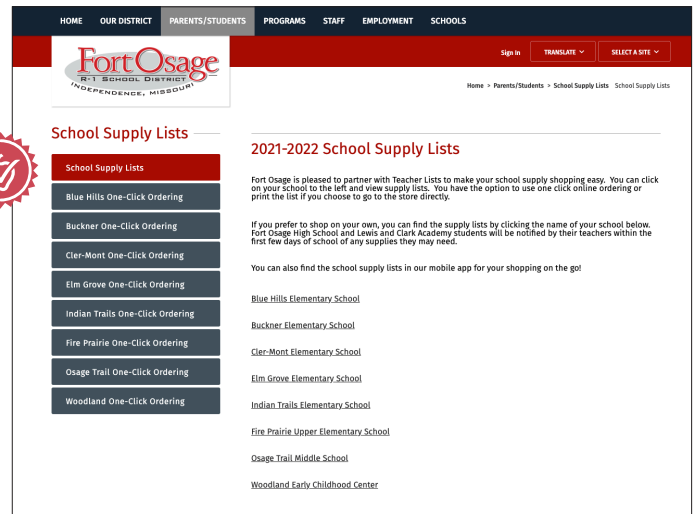 HOME OUR DISTRICT PARENTS/STUDENTS PROGRAMS STAFF EMPLOYMENT SCHOOLS
Sign In TRANSLATE SELECT A SITE
Fort Osage
R-1 SCHOOL DISTRICT
INDEPENDENCE, MISSOURI
Home > Parents/Students > School Supply Lists School Supply Lists
School Supply Lists
School Supply Lists
Blue Hills One-Click Ordering
Buckner One-Click Ordering
Cler-Mont One-Click Ordering
Elm Grove One-Click Ordering
Indian Trails One-Click Ordering
Fire Prairie One-Click Ordering
Osage Trail One-Click Ordering
Woodland One-Click Ordering
2021-2022 School Supply Lists
Fort Osage is pleased to partner with Teacher Lists to make your school supply shopping easy. You can click
on your school to the left and view supply lists. You have the option to use one click online ordering or
print the list if you choose to go to the store directly.
If you prefer to shop on your own, you can find the supply lists by clicking the name of your school below.
Fort Osage High School and Lewis and Clark Academy students will be notified by their teachers within the
first few days of school of any supplies they may need.
You can also find the school supply lists in our mobile app for your shopping on the go!
Blue Hills Elementary School
Buckner Elementary School
Cler-Mont Elementary School
Elm Grove Elementary School
Indian Trails Elementary School
Fire Prairie Upper Elementary School
Osage Trail Middle School
Woodland Early Childhood Center